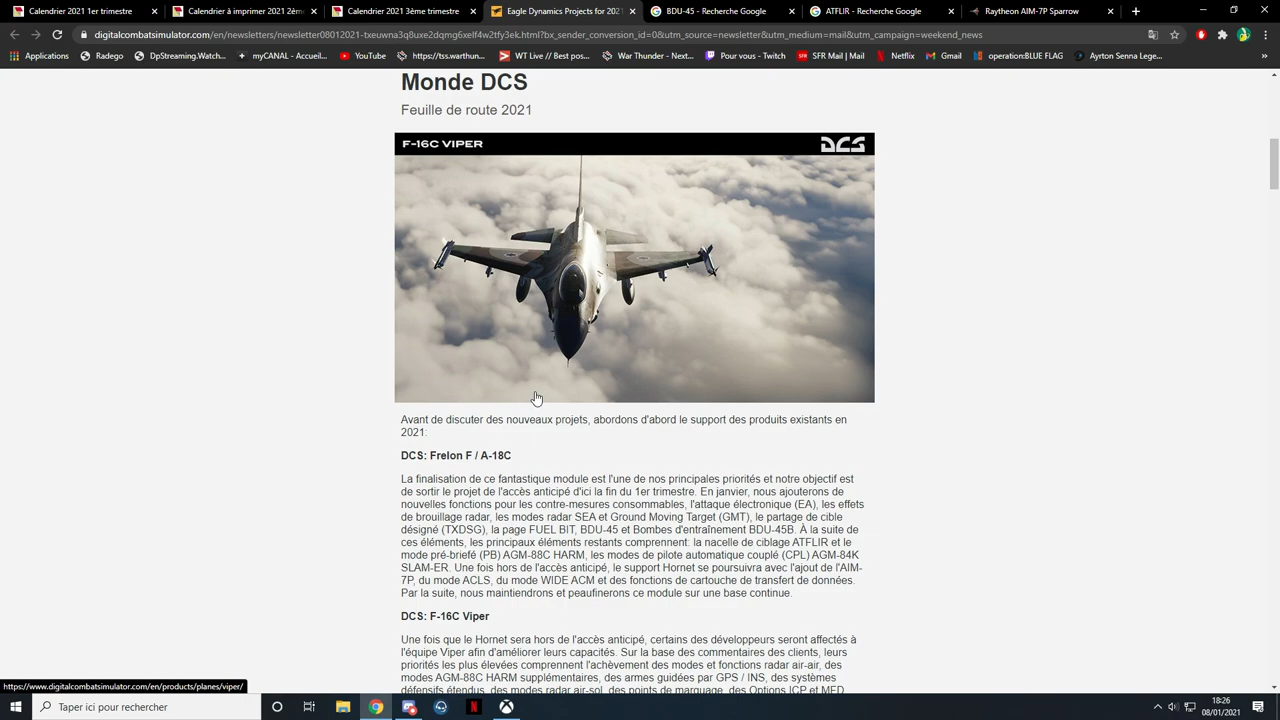 Calendrier 2021 1er trimestre
Calendrier à imprimer 2021 2ème
Calendrier 2021 3ème trimestre
Eagle Dynamics Projects for 2021
BDU-45 - Recherche Google
ATFLIR - Recherche Google
Raytheon AIM-7P Sparrow
digitalcombatsimulator.com/en/newsletters/newsletter08012021-txeuwna3q8uxe2dqmg6xelf4w2tfy3ek.html?bx_sender_conversion_id=0&utm_source=newsletter&utm_medium=mail&utm_campaign=weekend_news
Applications
Radego
DpStreaming.Watch...
myCANAL - Accueil...
YouTube
https://tss.warthun...
WT Live // Best pos...
War Thunder - Next...
Pour vous - Twitch
SFR Mail | Mail
Netflix
Gmail
operation:BLUE FLAG
Ayrton Senna Lege...
Monde DCS
Feuille de route 2021
F-16C VIPER
DCS
Avant de discuter des nouveaux projets, abordons d'abord le support des produits existants en
2021:
DCS: Frelon F / A-18C
La finalisation de ce fantastique module est l'une de nos principales priorités et notre objectif est
de sortir le projet de l'accès anticipé d'ici la fin du 1er trimestre. En janvier, nous ajouterons de
nouvelles fonctions pour les contre-mesures consommables, l'attaque électronique (EA), les effets
de brouillage radar, les modes radar SEA et Ground Moving Target (GMT), le partage de cible
désigné (TXDSG), la page FUEL BIT, BDU-45 et Bombes d'entraînement BDU-45B. À la suite de
ces éléments, les principaux éléments restants comprennent: la nacelle de ciblage ATFLIR et le
mode pré-briefé (PB) AGM-88C HARM, les modes de pilote automatique couplé (CPL) AGM-84K
SLAM-ER. Une fois hors de l'accès anticipé, le support Hornet se poursuivra avec l'ajout de l'AIM-
7P, du mode ACLS, du mode WIDE ACM et des fonctions de cartouche de transfert de données.
Par la suite, nous maintiendrons et peaufinerons ce module sur une base continue.
DCS: F-16C Viper
Une fois que le Hornet sera hors de l'accès anticipé, certains des développeurs seront affectés à
l'équipe Viper afin d'améliorer leurs capacités. Sur la base des commentaires des clients, leurs
priorités les plus élevées comprennent l'achèvement des modes et fonctions radar air-air, des
modes AGM-88C HARM supplémentaires, des armes guidées par GPS / INS, des systèmes
défensifs étendus, des modes radar air-sol, des points de marquage, des Options ICP et MFD
https://www.digitalcombatsimulator.com/en/products/planes/viper/
Taper ici pour rechercher
18:26
08/01/2021